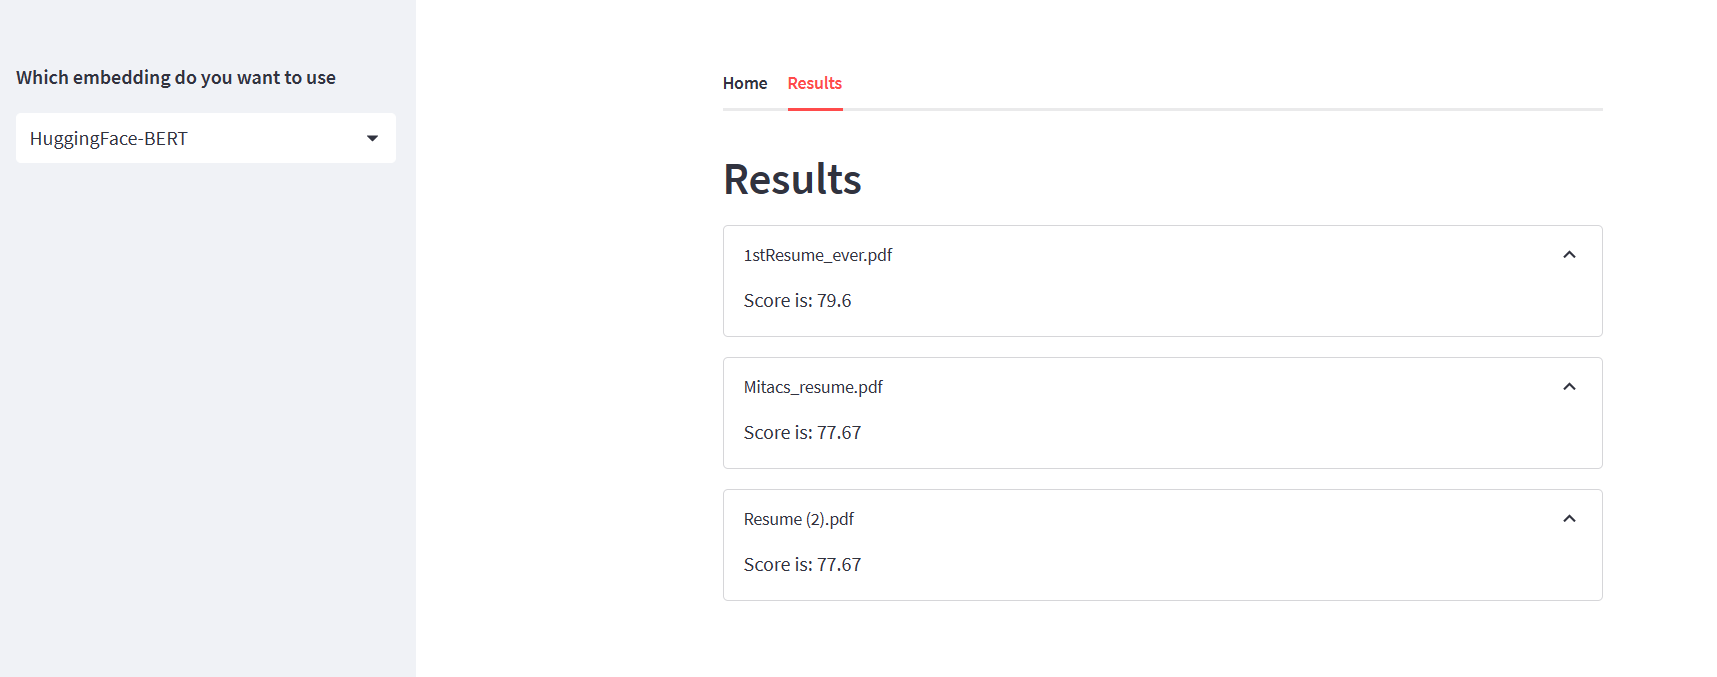 Which embedding do you want to use
HuggingFace-BERT
Home Results
Results
1stResume_ever.pdf
Score is: 79.6
Mitacs_resume.pdf
Score is: 77.67
Resume (2).pdf
Score is: 77.67